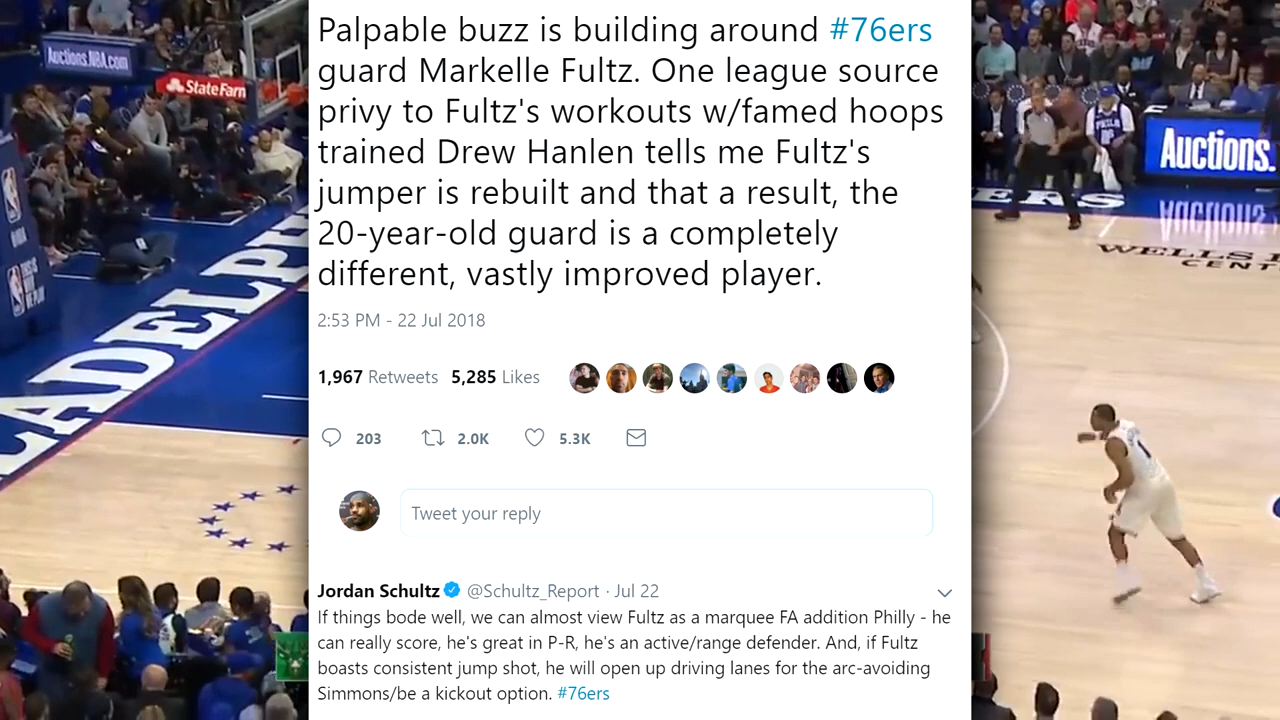 Palpable buzz is building around #76ers
guard Markelle Fultz. One league source
privy to Fultz's workouts w/famed hoops
trained Drew Hanlen tells me Fultz's
jumper is rebuilt and that a result, the
20-year-old guard is a completely
different, vastly improved player.
2:53 PM - 22 Jul 2018
1,967 Retweets 5,285 Likes
203 2.0K 5.3K
Tweet your reply
Jordan Schultz @Schultz_Report · Jul 22
If things bode well, we can almost view Fultz as a marquee FA addition Philly - he
can really score, he's great in P-R, he's an active/range defender. And, if Fultz
boasts consistent jump shot, he will open up driving lanes for the arc-avoiding
Simmons/be a kickout option. #76ers
Auctions.NBA.com
State Farm
ADELPH
PHILA
Auctions.
ERS
WELLS
CENT